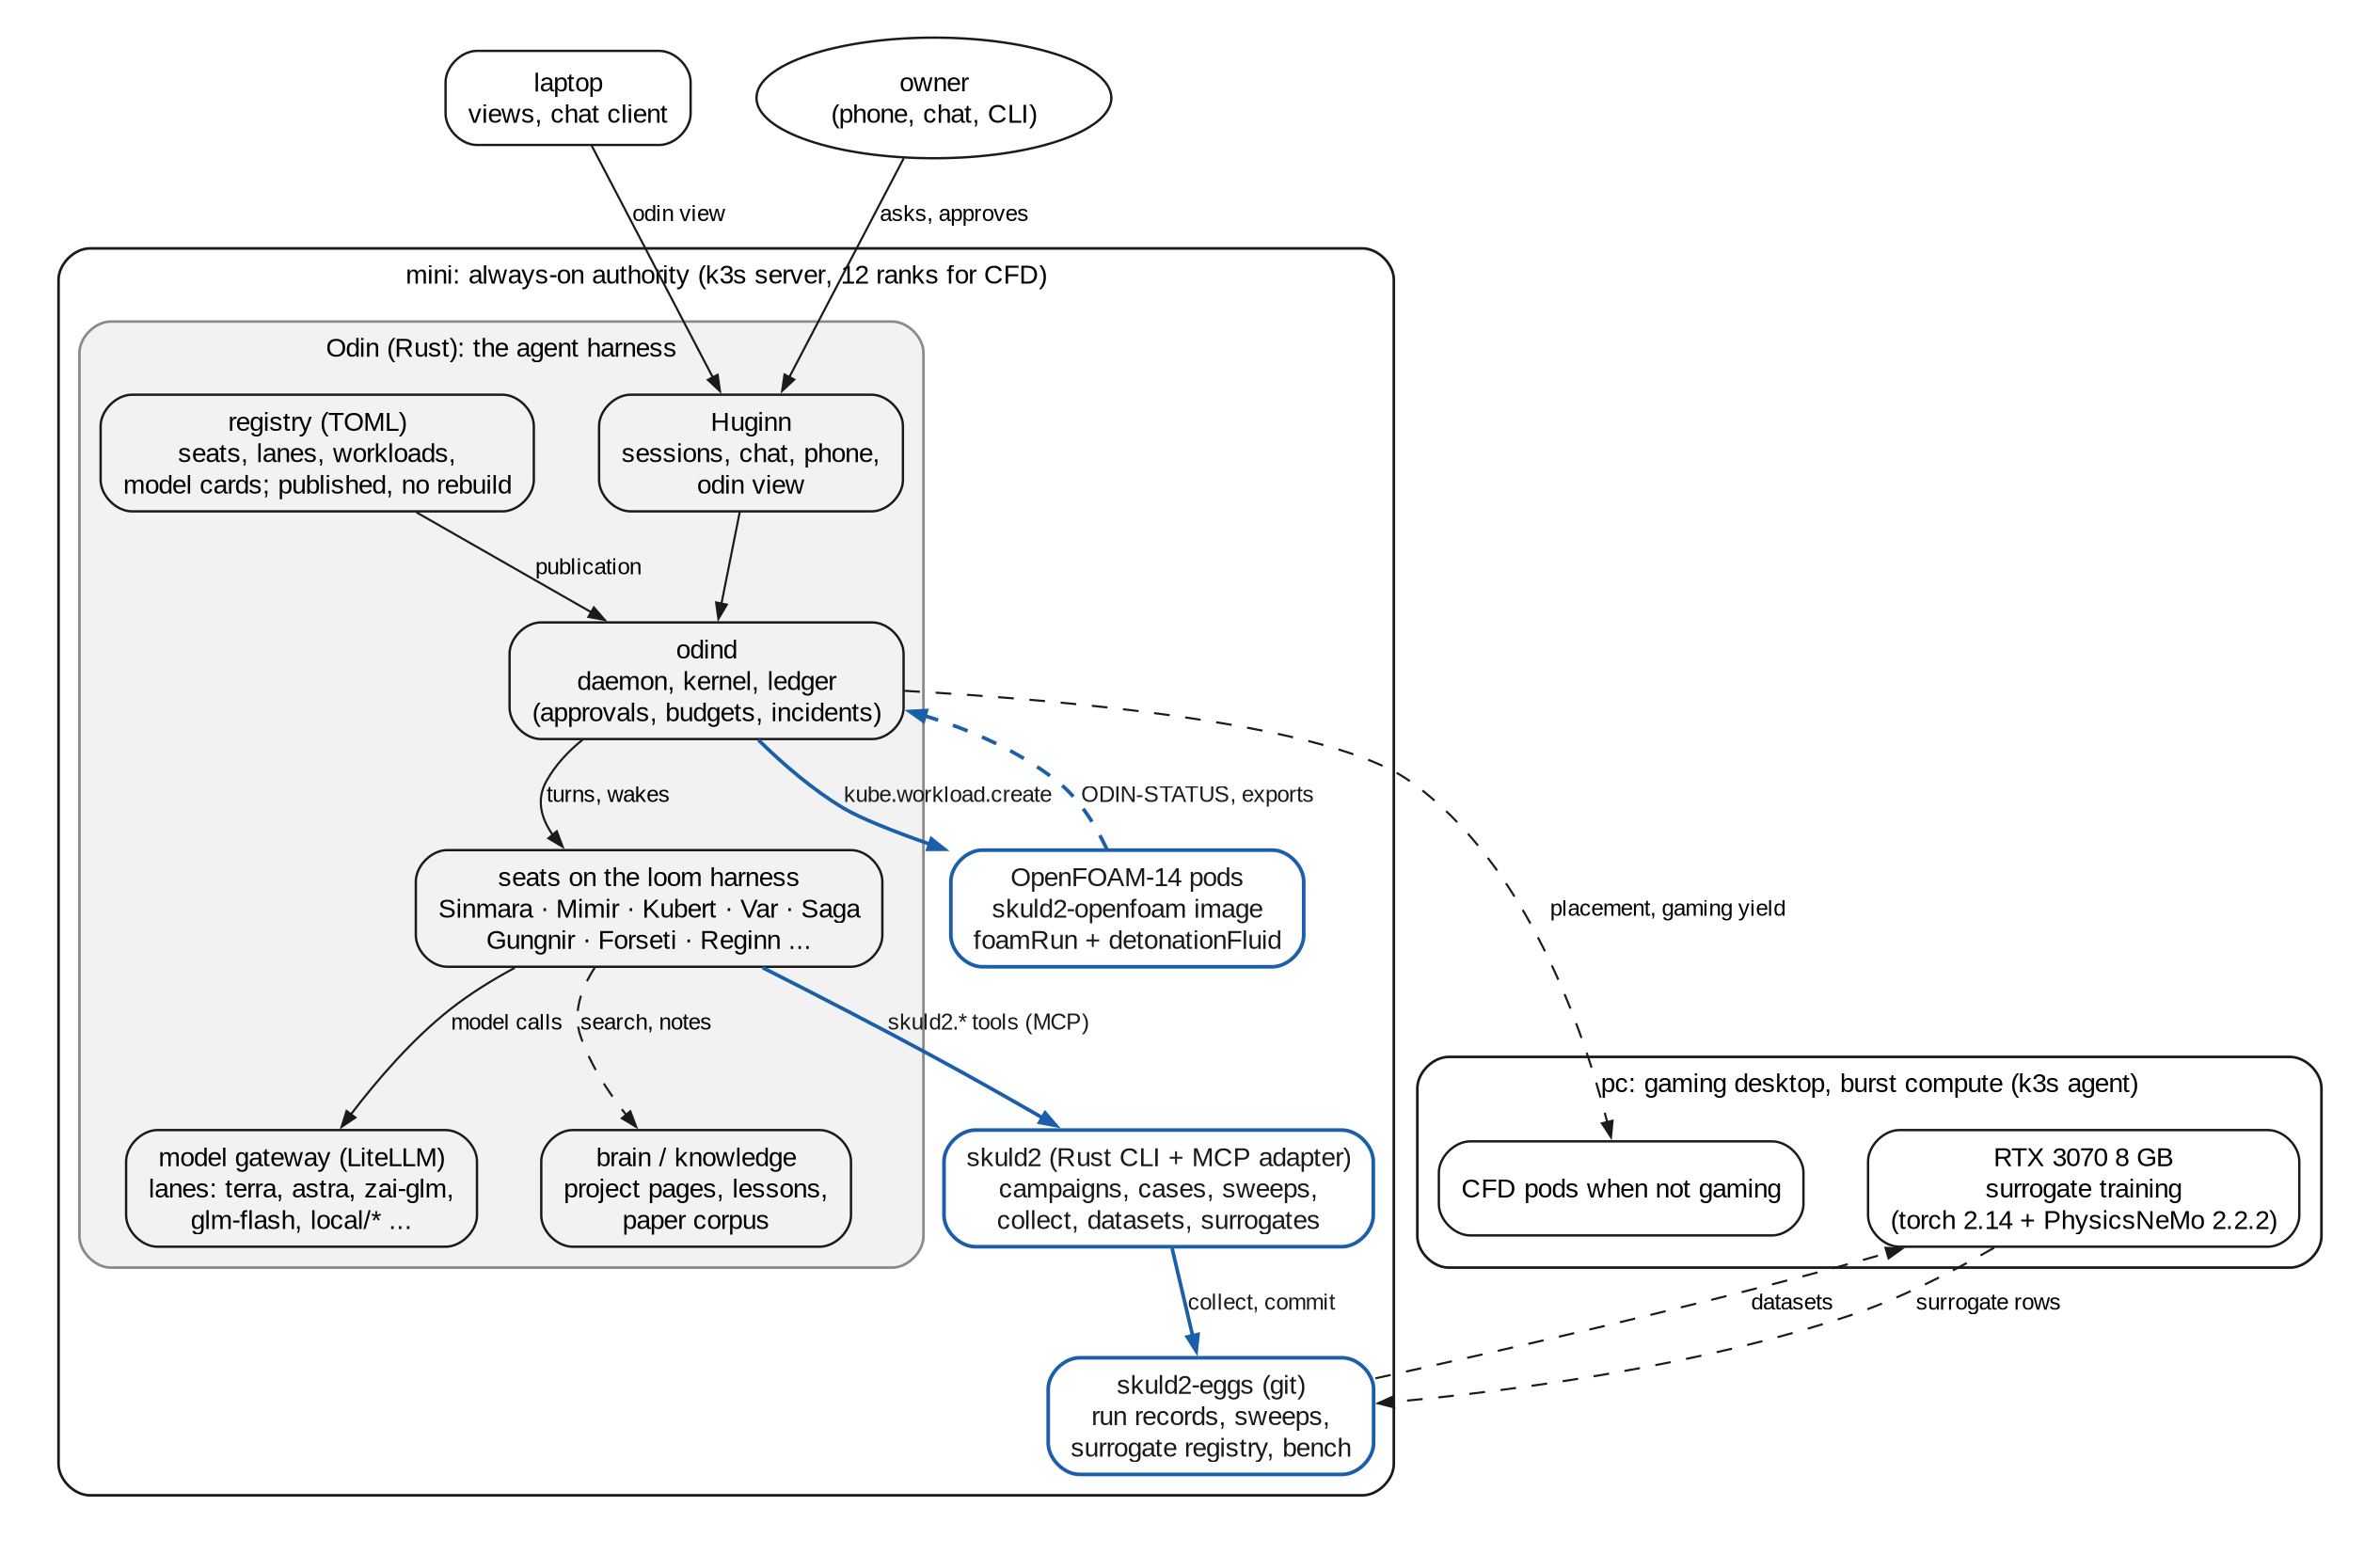 laptop
views, chat client
owner
(phone, chat, CLI)
odin view
asks, approves
mini: always-on authority (k3s server, 12 ranks for CFD)
Odin (Rust): the agent harness
registry (TOML)
seats, lanes, workloads,
model cards; published, no rebuild
Huginn
sessions, chat, phone,
odin view
publication
odind
daemon, kernel, ledger
(approvals, budgets, incidents)
turns, wakes
kube.workload.create
ODIN-STATUS, exports
seats on the loom harness
Sinmara · Mimir · Kubert · Var · Saga
Gungnir · Forseti · Reginn ...
OpenFOAM-14 pods
skuld2-openfoam image
foamRun + detonationFluid
placement, gaming yield
model calls
search, notes
skuld2.* tools (MCP)
pc: gaming desktop, burst compute (k3s agent)
model gateway (LiteLLM)
lanes: terra, astra, zai-glm,
glm-flash, local/* ...
brain / knowledge
project pages, lessons,
paper corpus
skuld2 (Rust CLI + MCP adapter)
campaigns, cases, sweeps,
collect, datasets, surrogates
CFD pods when not gaming
RTX 3070 8 GB
surrogate training
(torch 2.14 + PhysicsNeMo 2.2.2)
collect, commit
datasets
surrogate rows
skuld2-eggs (git)
run records, sweeps,
surrogate registry, bench